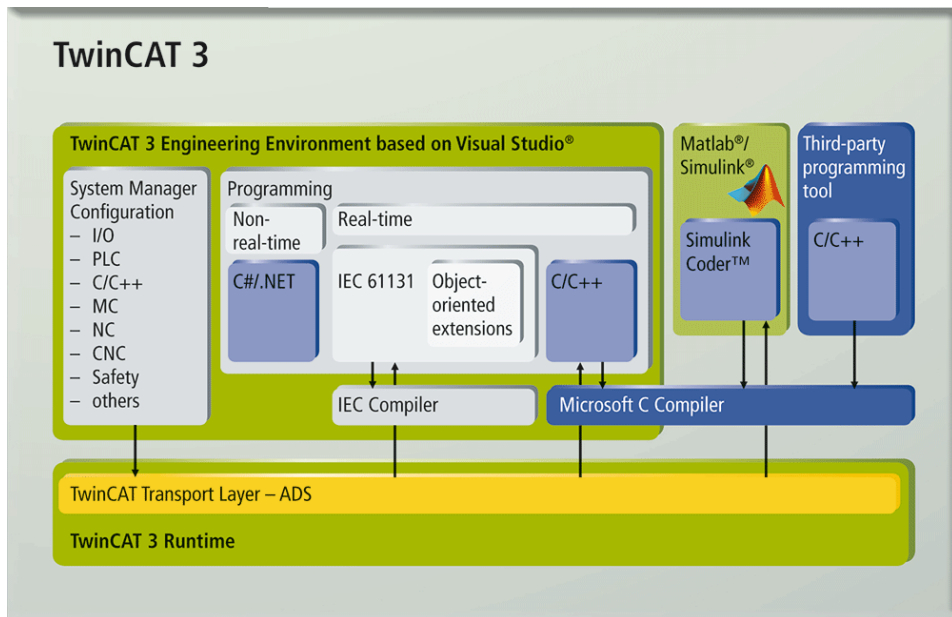 TwinCAT 3
TwinCAT 3 Engineering Environment based on Visual Studio®
System Manager
Configuration
– I/O
– PLC
– C/C++
– MC
– NC
– CNC
– Safety
– others
Programming
Non-
real-time
Real-time
C#/.NET
IEC 61131
Object-
oriented
extensions
C/C++
IEC Compiler
Matlab®/
Simulink®
Simulink
Coder™
Third-party
programming
tool
C/C++
Microsoft C Compiler
TwinCAT Transport Layer – ADS
TwinCAT 3 Runtime